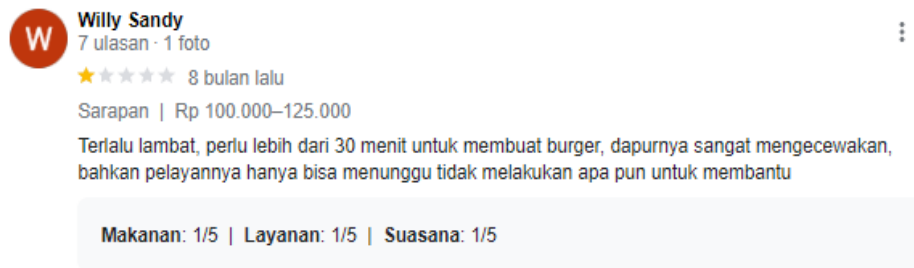 W
Willy Sandy
7 ulasan · 1 foto
8 bulan lalu
Sarapan | Rp 100.000–125.000
Terlalu lambat, perlu lebih dari 30 menit untuk membuat burger, dapurnya sangat mengecewakan,
bahkan pelayannya hanya bisa menunggu tidak melakukan apa pun untuk membantu
Makanan: 1/5 | Layanan: 1/5 | Suasana: 1/5